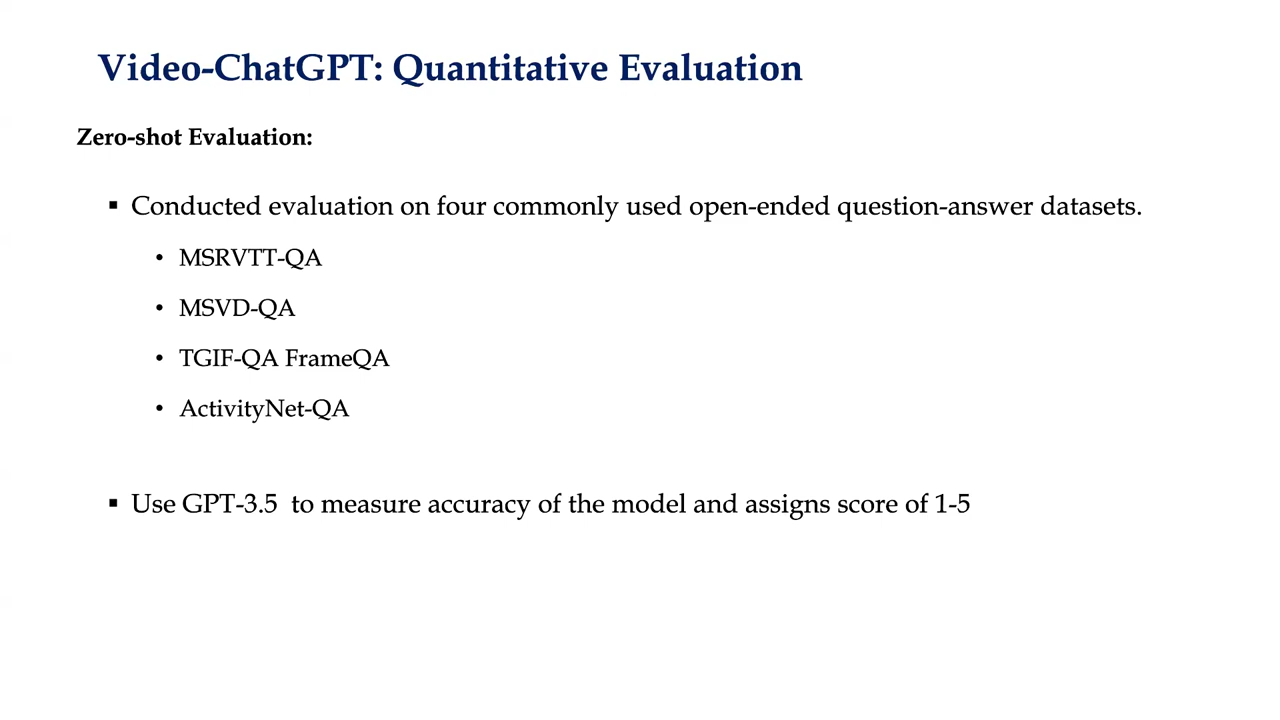 Video-ChatGPT: Quantitative Evaluation
Zero-shot Evaluation:
▪ Conducted evaluation on four commonly used open-ended question-answer datasets.
• MSRVTT-QA
• MSVD-QA
• TGIF-QA FrameQA
• ActivityNet-QA
▪ Use GPT-3.5  to measure accuracy of the model and assigns score of 1-5